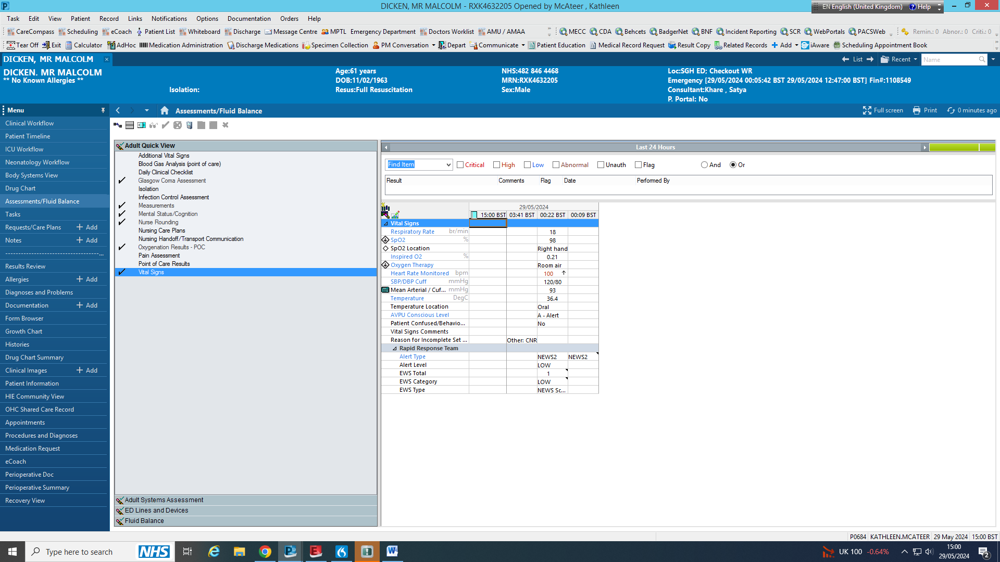 DICKEN, MR MALCOLM - RXK4632205 Opened by McAteer , Kathleen
EN English (United Kingdom) Help
Task Edit View Patient Record Links Notifications Options Documentation Orders Help
CareCompass Scheduling eCoach Patient List Whiteboard Discharge Message Centre MPTL Emergency Department Doctors Worklist AMU / AMAA MECC CDA Behcets BadgerNet BNF Incident Reporting SCR WebPortals PACSWeb Remin.: 0 Abnor.: 0 Criti.: 0
Tear Off Exit Calculator AdHoc Medication Administration Discharge Medications Specimen Collection PM Conversation Depart Communicate Patient Education Medical Record Request Result Copy Related Records Add iAware Scheduling Appointment Book
DICKEN, MR MALCOLM List Recent Name
DICKEN, MR MALCOLM Age:61 years NHS:482 846 4468 Loc:SGH ED; Checkout WR
** No Known Allergies ** DOB:11/02/1963 MRN:RXK4632205 Emergency [29/05/2024 00:05:42 BST 29/05/2024 12:47:00 BST] Fin#:1108549
Isolation: Resus:Full Resuscitation Sex:Male Consultant:Khare , Satya
P. Portal: No
Menu
Clinical Workflow
Patient Timeline
ICU Workflow
Neonatology Workflow
Body Systems View
Drug Chart
Assessments/Fluid Balance
Tasks
Requests/Care Plans Add
Notes Add
Results Review
Allergies Add
Diagnoses and Problems
Documentation Add
Form Browser
Growth Chart
Histories
Drug Chart Summary
Clinical Images Add
Patient Information
HIE Community View
OHC Shared Care Record
Appointments
Procedures and Diagnoses
Medication Request
eCoach
Perioperative Doc
Perioperative Summary
Recovery View
Assessments/Fluid Balance Full screen Print 0 minutes ago
Adult Quick View
Additional Vital Signs
Blood Gas Analysis (point of care)
Daily Clinical Checklist
Glasgow Coma Assessment
Isolation
Infection Control Assessment
Measurements
Mental Status/Cognition
Nurse Rounding
Nursing Care Plans
Nursing Handoff/Transport Communication
Oxygenation Results - POC
Pain Assessment
Point of Care Results
Vital Signs
Adult Systems Assessment
ED Lines and Devices
Fluid Balance
Last 24 Hours
Find Item Critical High Low Abnormal Unauth Flag And Or
Result Comments Flag Date Performed By
29/05/2024
15:00 BST 03:41 BST 00:22 BST 00:09 BST
Vital Signs
Respiratory Rate br/min 18
SpO2 % 98
SpO2 Location Right hand
Inspired O2 % 0.21
Oxygen Therapy Room air
Heart Rate Monitored bpm 100
SBP/DBP Cuff mmHg 120/80
Mean Arterial / Cuf... mmHg 93
Temperature DegC 36.4
Temperature Location Oral
AVPU Conscious Level A - Alert
Patient Confused/Behavio... No
Vital Signs Comments
Reason for Incomplete Set ... Other: CNR
Rapid Response Team
Alert Type NEWS2 NEWS2
Alert Level LOW
EWS Total 1
EWS Category LOW
EWS Type NEWS Sc...
P0684 KATHLEEN.MCATEER 29 May 2024 15:00 BST
Type here to search NHS UK 100 -0.64% 15:00
29/05/2024 2